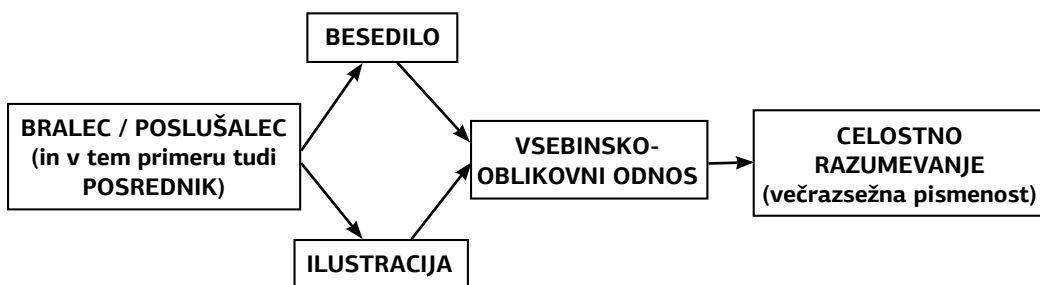 BESEDILO
BRALEC / POSLUŠALEC
(in v tem primeru tudi
POSREDNIK)
VSEBINSKO-
OBLIKOVNI ODNOS
CELOSTNO
RAZUMEVANJE
(večrazsežna pismenost)
ILUSTRACIJA